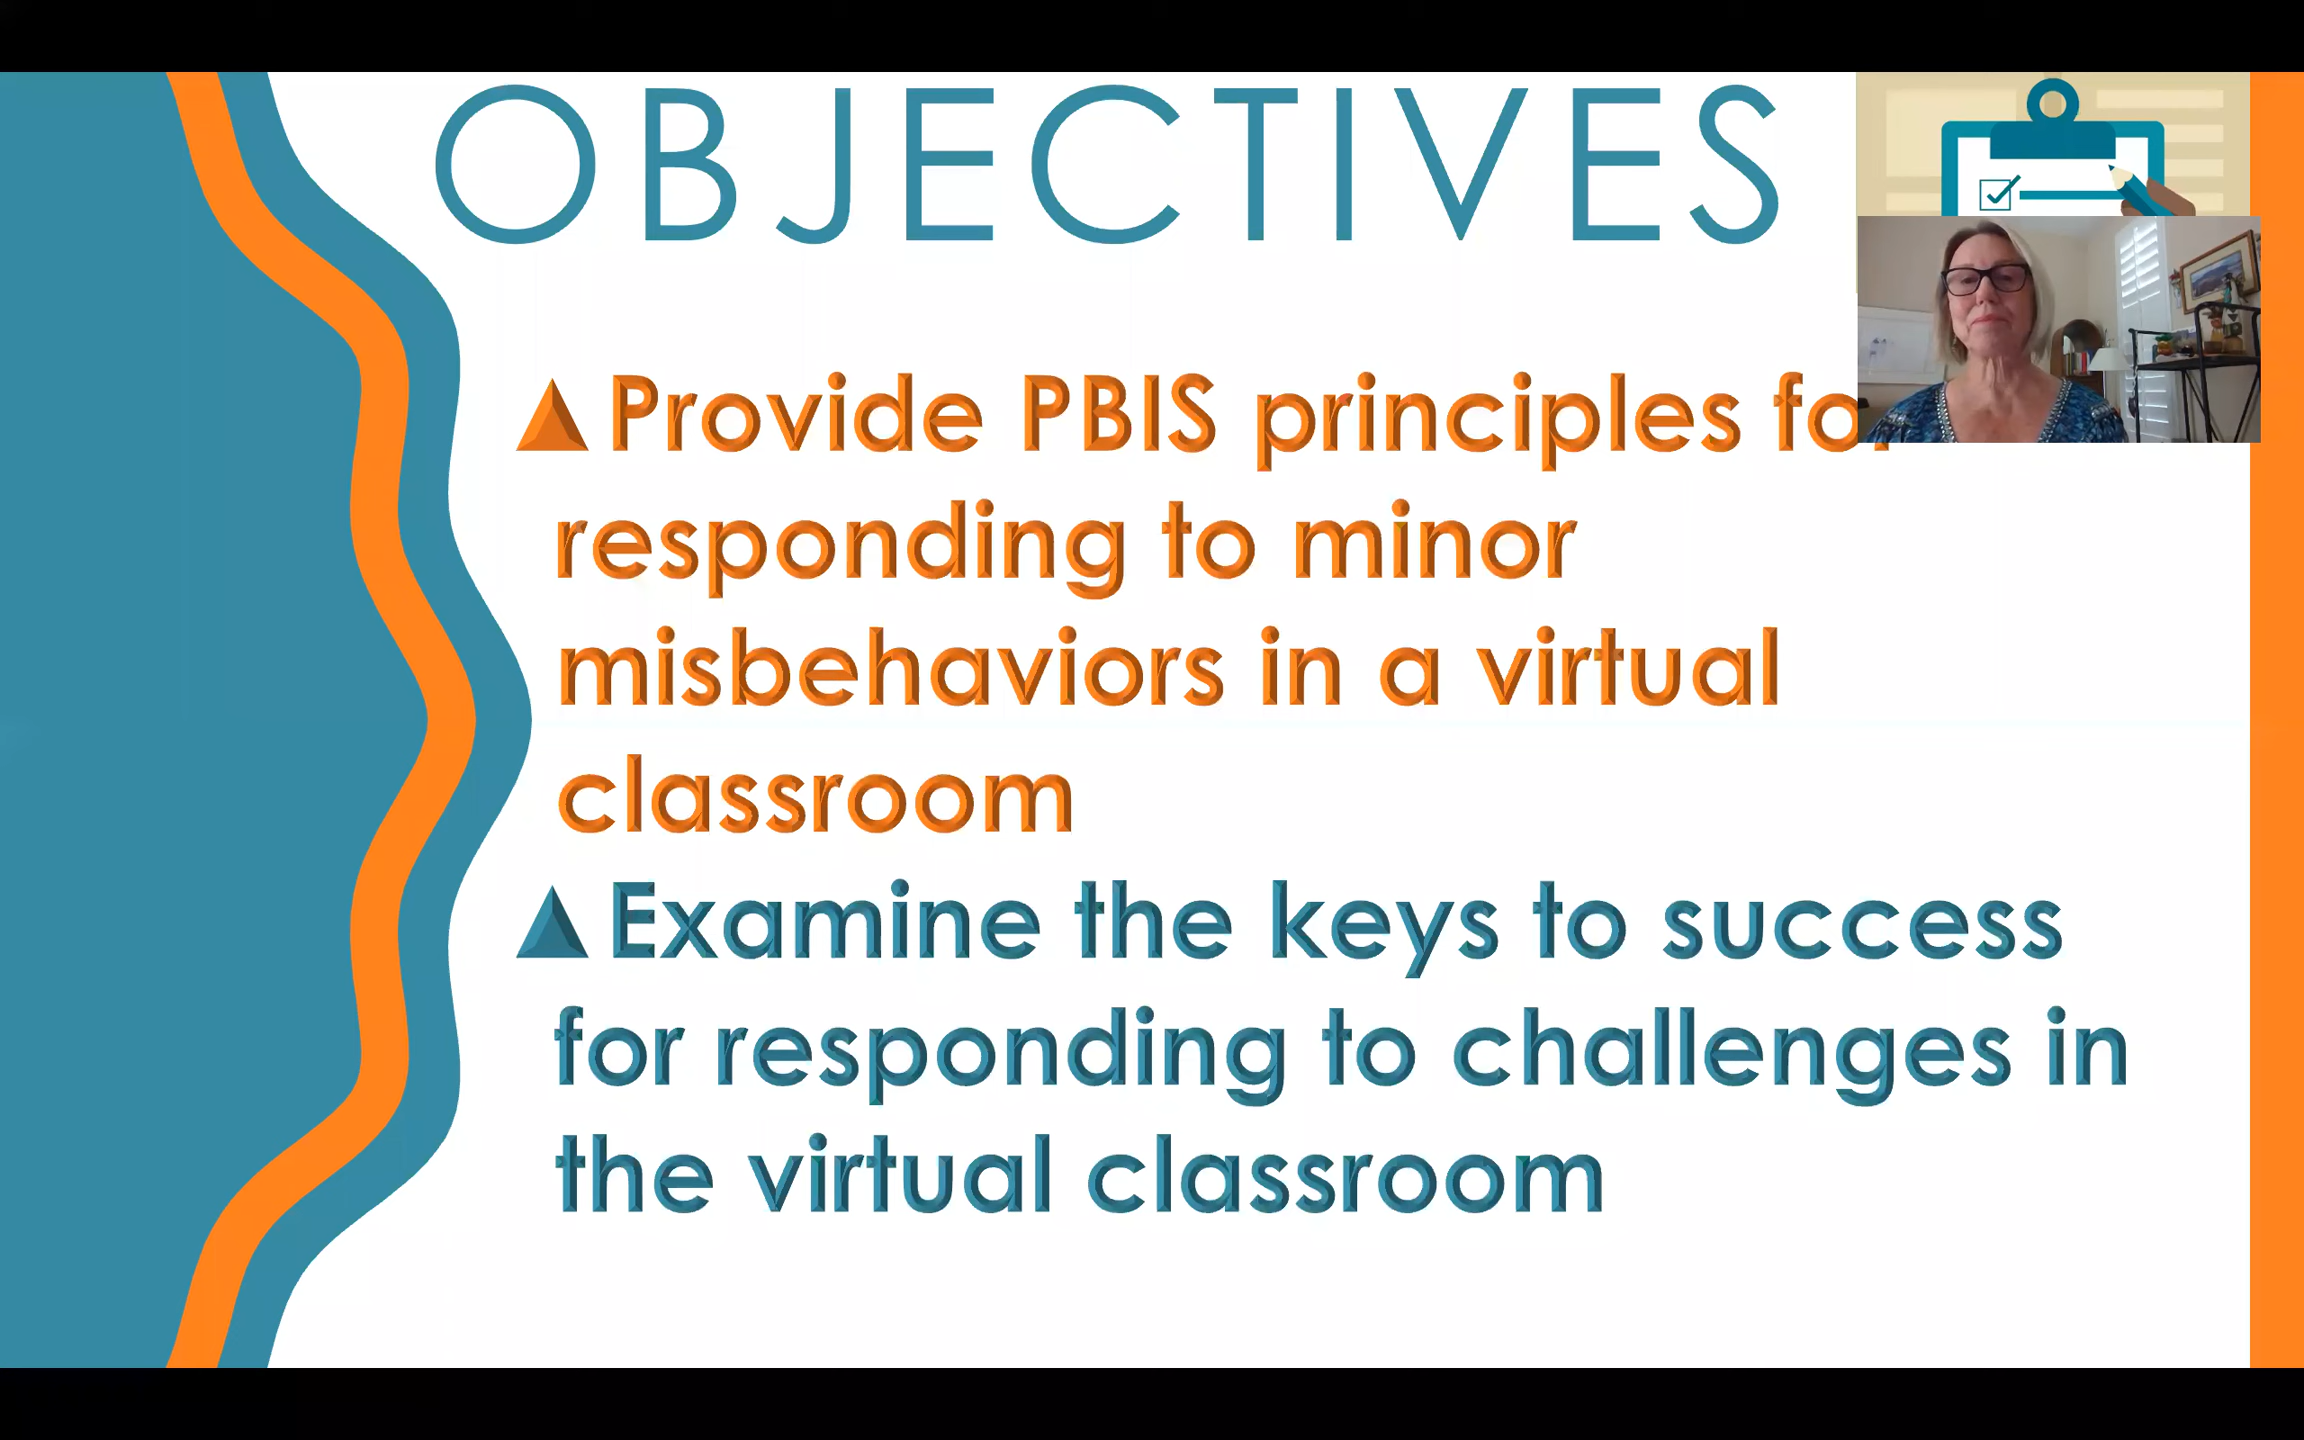 OBJECTIVES
Provide PBIS principles for
responding to minor
misbehaviors in a virtual
classroom
Examine the keys to success
for responding to challenges in
the virtual classroom